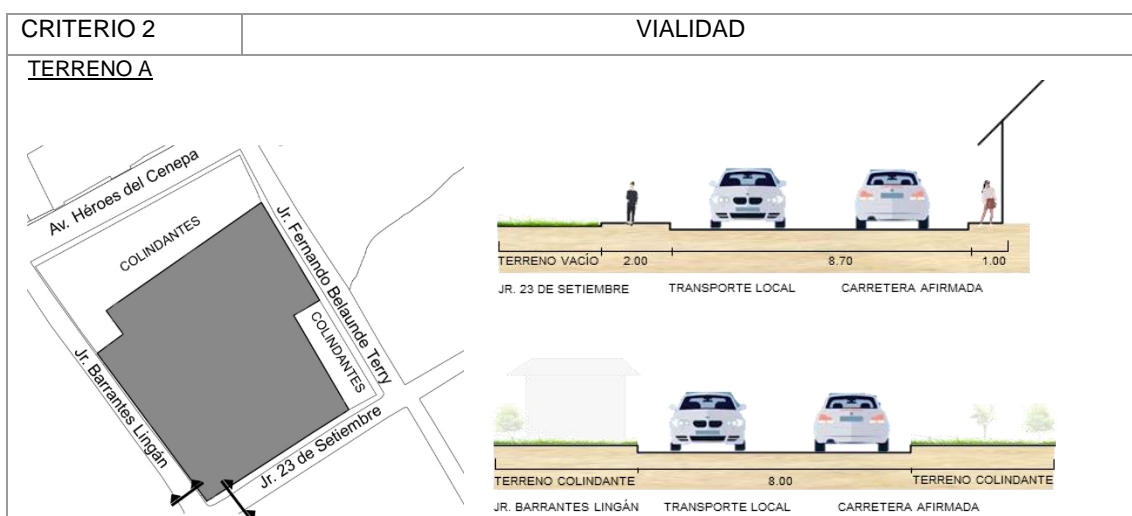 CRITERIO 2
VIALIDAD
TERRENO A
Av. Héroes del Cenepa
COLINDANTES
Jr. Fernando Belaunde Terry
COLINDANTES
Jr. Barrantes Lingán
Jr. 23 de Setiembre
TERRENO VACÍO 2.00 8.70 1.00
JR. 23 DE SETIEMBRE TRANSPORTE LOCAL CARRETERA AFIRMADA
TERRENO COLINDANTE 8.00 TERRENO COLINDANTE
JR. BARRANTES LINGÁN TRANSPORTE LOCAL CARRETERA AFIRMADA